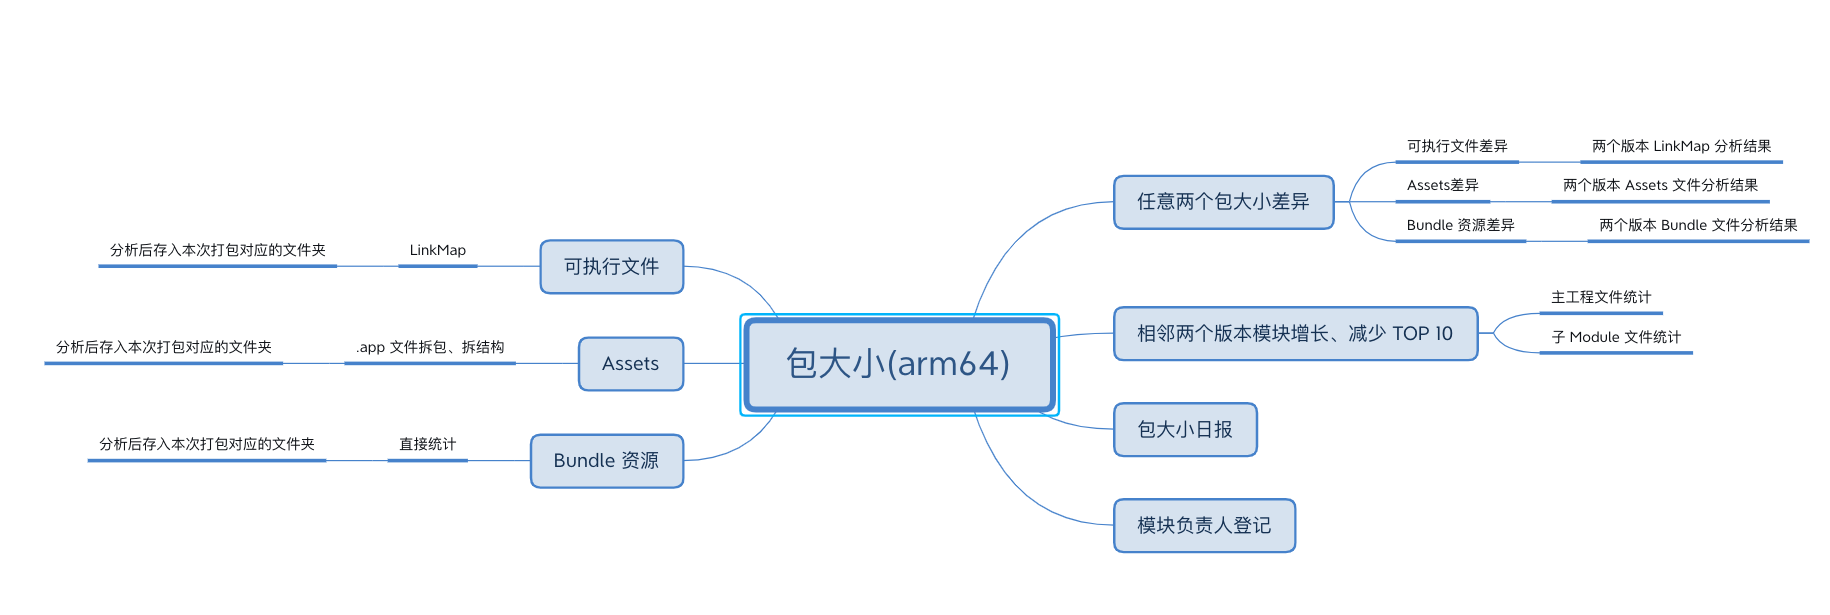 包大小(arm64)
任意两个包大小差异
可执行文件差异
两个版本 LinkMap 分析结果
Assets差异
两个版本 Assets 文件分析结果
Bundle 资源差异
两个版本 Bundle 文件分析结果
相邻两个版本模块增长、减少 TOP 10
主工程文件统计
子 Module 文件统计
包大小日报
模块负责人登记
可执行文件
LinkMap
分析后存入本次打包对应的文件夹
Assets
.app 文件拆包、拆结构
分析后存入本次打包对应的文件夹
Bundle 资源
直接统计
分析后存入本次打包对应的文件夹